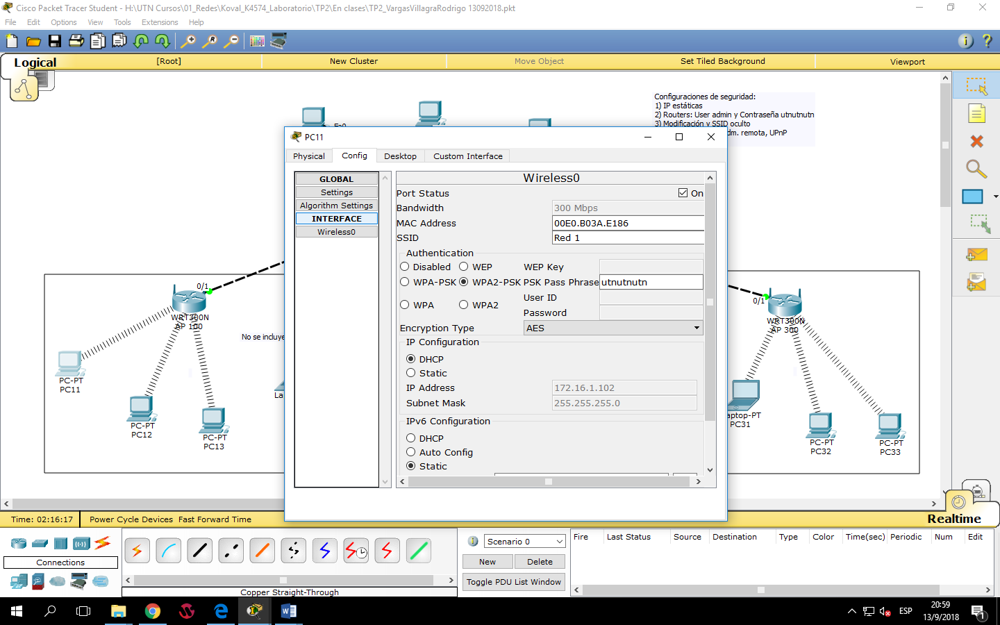 Cisco Packet Tracer Student - H:\UTN Cursos\01_Redes\Koval_K4574_Laboratorio\TP2\En clases\TP2_VargasVillagraRodrigo 13092018.pkt
File Edit Options View Tools Extensions Help
Logical [Root] New Cluster Move Object Set Tiled Background Viewport
Configuraciones de seguridad:
1) IP estáticas
2) Routers: User admin y Contraseña utnutnutn
3) Modificación y SSID oculto
dm. remota, UPnP
Fa0
PC11
Physical Config Desktop Custom Interface
GLOBAL
Settings
Algorithm Settings
INTERFACE
Wireless0
Wireless0
Port Status On
Bandwidth 300 Mbps
MAC Address 00E0.B03A.E186
SSID Red 1
Authentication
Disabled WEP WEP Key
WPA-PSK WPA2-PSK PSK Pass Phrase utnutnutn
User ID
WPA WPA2
Password
Encryption Type AES
IP Configuration
DHCP
Static
IP Address 172.16.1.102
Subnet Mask 255.255.255.0
IPv6 Configuration
DHCP
Auto Config
Static
0/1
WRT300N
AP 100
No se incluye
PC-PT
PC11
PC-PT
PC12
PC-PT
PC13
La
0/1
WRT300N
AP 300
aptop-PT
PC31
PC-PT
PC32
PC-PT
PC33
Time: 02:16:17 Power Cycle Devices Fast Forward Time
Realtime
Connections
Copper Straight-Through
Scenario 0
New Delete
Toggle PDU List Window
Fire Last Status Source Destination Type Color Time(sec) Periodic Num Edit
ESP
20:59
13/9/2018
1